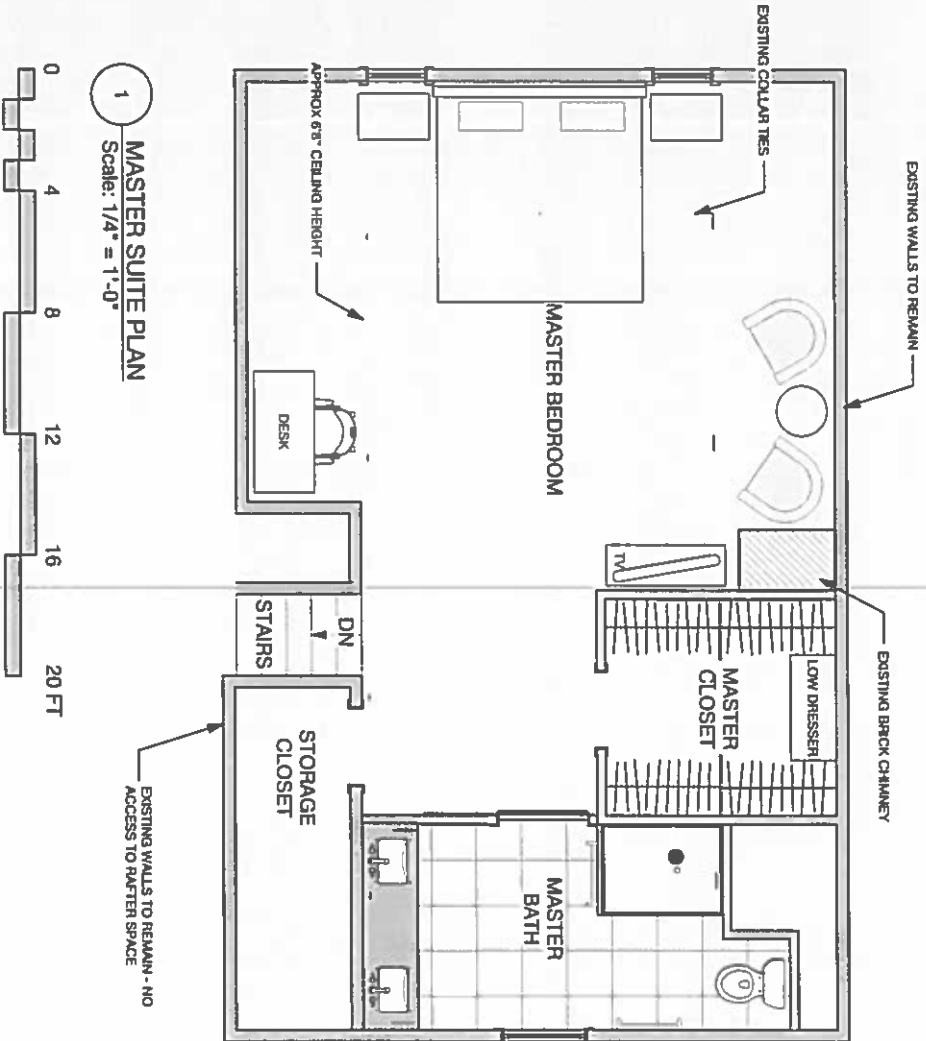 EXISTING WALLS TO REMAIN
EXISTING BRICK CHIMNEY
EXISTING COLLAR TIES
LOW DRESSER
MASTER
CLOSET
TV
MASTER BEDROOM
MASTER
BATH
APPROX 6'8" CEILING HEIGHT
DESK
DN
STAIRS
STORAGE
CLOSET
EXISTING WALLS TO REMAIN - NO
ACCESS TO RAFTER SPACE
1
MASTER SUITE PLAN
Scale: 1/4" = 1'-0"
0 4 8 12 16 20 FT